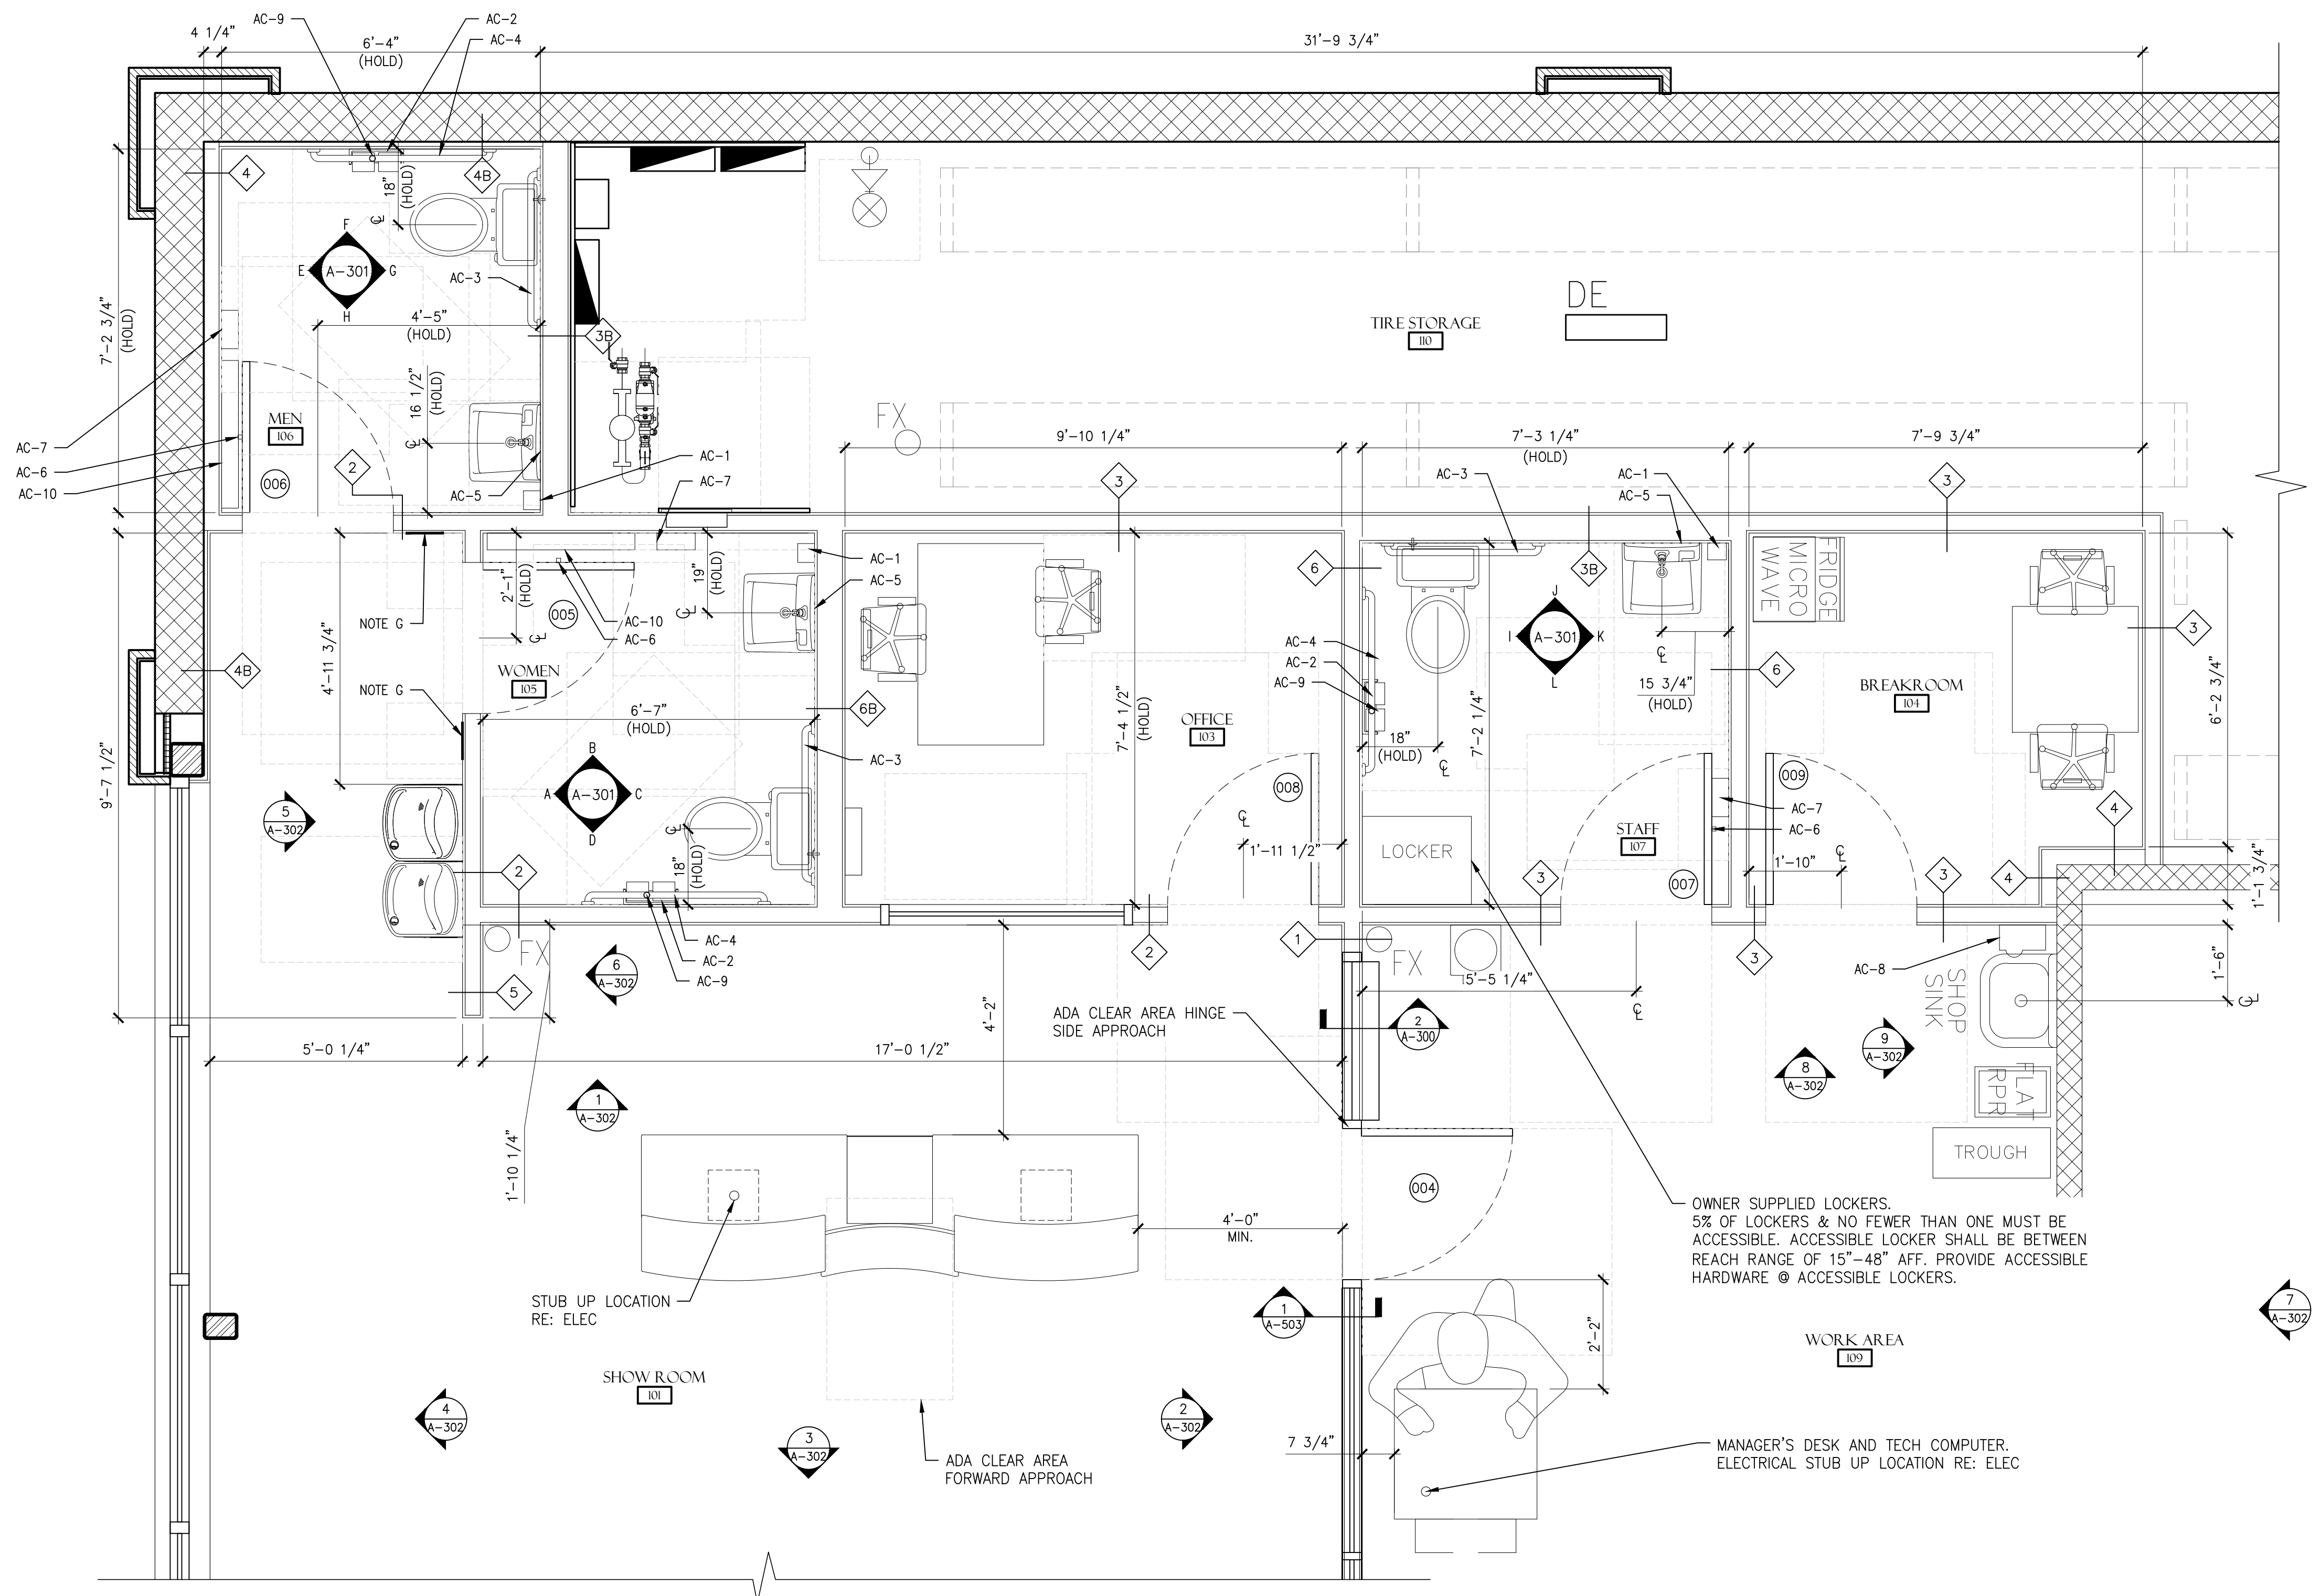 AC-9
AC-2
4 1/4"
6'-4"
(HOLD)
AC-4
31'-9 3/4"
4
4B
18"
(HOLD)
℄
F
E
A-301
G
H
AC-3
DE
7'-2 3/4"
(HOLD)
4'-5"
(HOLD)
3B
TIRE STORAGE
110
16 1/2"
(HOLD)
℄
MEN
106
FX
9'-10 1/4"
7'-3 1/4"
(HOLD)
7'-9 3/4"
AC-7
AC-6
AC-10
2
006
AC-5
AC-1
AC-7
3
AC-3
AC-1
AC-5
3
2'-1"
(HOLD)
19"
(HOLD)
AC-1
AC-5
6
3B
FRIDGE
MICRO
WAVE
NOTE G
005
℄
℄
AC-10
AC-6
J
I
A-301
K
L
3
4'-11 3/4"
4B
WOMEN
105
AC-4
AC-2
AC-9
℄
6
15 3/4"
(HOLD)
BREAKROOM
104
NOTE G
6'-7"
(HOLD)
6B
7'-4 1/2"
(HOLD)
OFFICE
103
7'-2 1/4"
18"
(HOLD)
℄
6'-2 3/4"
9'-7 1/2"
B
A
A-301
C
D
AC-3
008
009
5
A-302
℄
18"
(HOLD)
℄
1'-11 1/2"
LOCKER
STAFF
107
AC-7
AC-6
4
2
3
007
1'-10"
℄
3
4
1'-1 3/4"
FX
AC-4
AC-2
AC-9
6
A-302
2
1
FX
3
AC-8
SHOP
SINK
1'-6"
℄
5
4'-2"
ADA CLEAR AREA HINGE
SIDE APPROACH
5'-5 1/4"
℄
2
A-300
5'-0 1/4"
17'-0 1/2"
9
A-302
8
A-302
FLAT
RPR
1
A-302
1'-10 1/4"
TROUGH
004
4'-0"
MIN.
OWNER SUPPLIED LOCKERS.
5% OF LOCKERS & NO FEWER THAN ONE MUST BE
ACCESSIBLE. ACCESSIBLE LOCKER SHALL BE BETWEEN
REACH RANGE OF 15"-48" AFF. PROVIDE ACCESSIBLE
HARDWARE @ ACCESSIBLE LOCKERS.
STUB UP LOCATION
RE: ELEC
1
A-503
2'-2"
7
A-302
WORK AREA
109
SHOW ROOM
101
4
A-302
3
A-302
2
A-302
7 3/4"
ADA CLEAR AREA
FORWARD APPROACH
MANAGER'S DESK AND TECH COMPUTER.
ELECTRICAL STUB UP LOCATION RE: ELEC